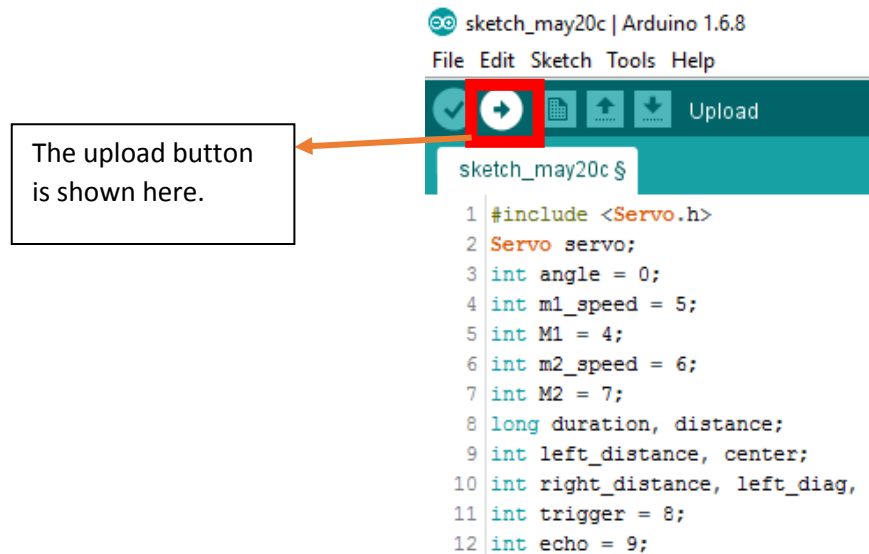 sketch_may20c | Arduino 1.6.8
File Edit Sketch Tools Help
Upload
The upload button
is shown here.
sketch_may20c §
1 #include <Servo.h>
2 Servo servo;
3 int angle = 0;
4 int m1_speed = 5;
5 int M1 = 4;
6 int m2_speed = 6;
7 int M2 = 7;
8 long duration, distance;
9 int left_distance, center;
10 int right_distance, left_diag,
11 int trigger = 8;
12 int echo = 9;